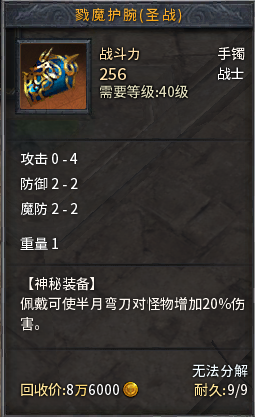 戮魔护腕(圣战)
战斗力 手镯
256 战士
需要等级:40级
攻击 0 - 4
防御 2 - 2
魔防 2 - 2
重量 1
【神秘装备】
佩戴可使半月弯刀对怪物增加20%伤
害。
无法分解
回收价:8万6000 耐久:9/9